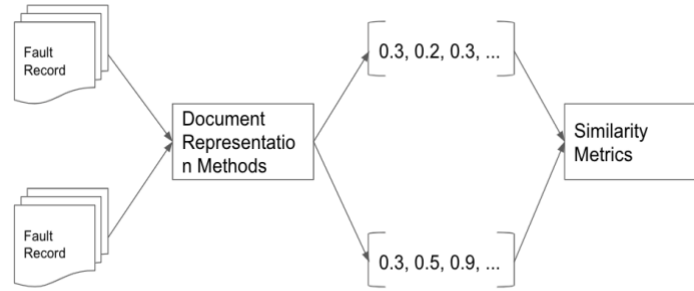 Fault
Record
0.3, 0.2, 0.3, ...
Document
Representatio
n Methods
Similarity
Metrics
Fault
Record
0.3, 0.5, 0.9, ...